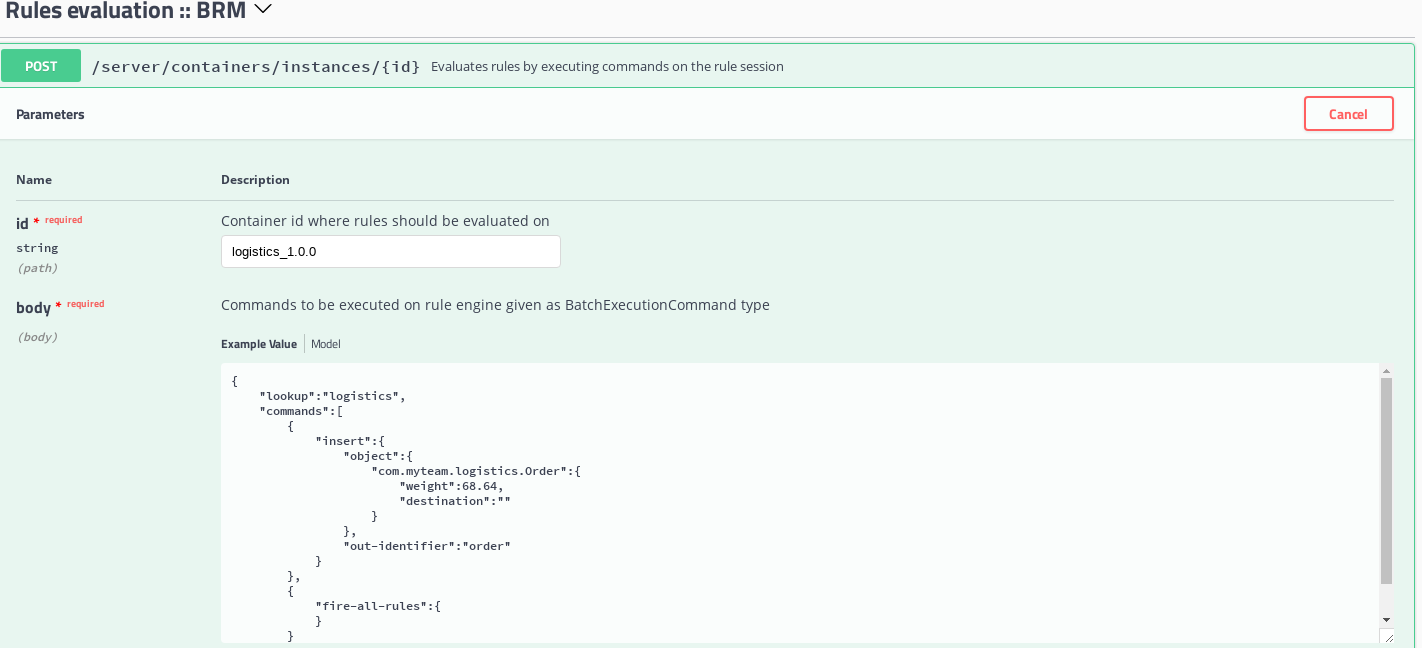 Rules evaluation :: BRM
POST /server/containers/instances/{id} Evaluates rules by executing commands on the rule session
Parameters
Cancel
Name Description
id * required
string
(path)
Container id where rules should be evaluated on
logistics_1.0.0
body * required
(body)
Commands to be executed on rule engine given as BatchExecutionCommand type
Example Value Model
{
    "lookup":"logistics",
    "commands":[
        {
            "insert":{
                "object":{
                    "com.myteam.logistics.Order":{
                        "weight":68.64,
                        "destination":""
                    }
                },
                "out-identifier":"order"
            }
        },
        {
            "fire-all-rules":{
            }
        }